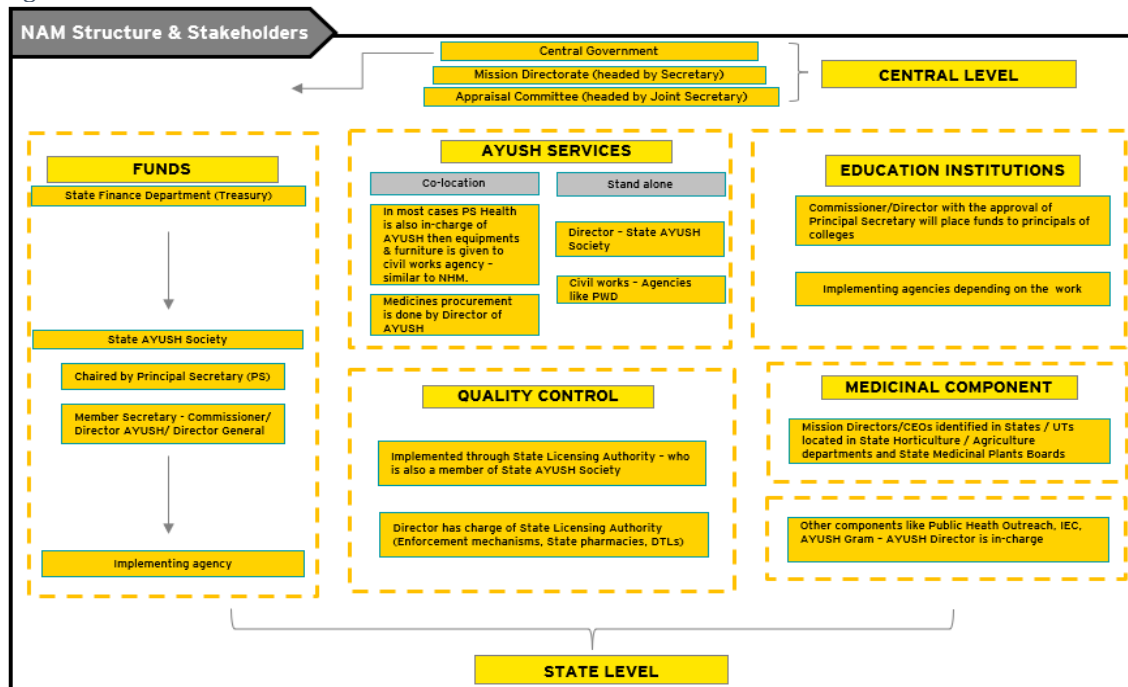 NAM Structure & Stakeholders
Central Government
Mission Directorate (headed by Secretary)
Appraisal Committee (headed by Joint Secretary)
CENTRAL LEVEL
FUNDS
State Finance Department (Treasury)
State AYUSH Society
Chaired by Principal Secretary (PS)
Member Secretary - Commissioner/
Director AYUSH/ Director General
Implementing agency
AYUSH SERVICES
Co-location
In most cases PS Health
is also in-charge of
AYUSH then equipments
& furniture is given to
civil works agency –
similar to NHM.
Medicines procurement
is done by Director of
AYUSH
Stand alone
Director – State AYUSH
Society
Civil works – Agencies
like PWD
EDUCATION INSTITUTIONS
Commissioner/Director with the approval of
Principal Secretary will place funds to principals of
colleges
Implementing agencies depending on the work
QUALITY CONTROL
Implemented through State Licensing Authority – who
is also a member of State AYUSH Society
Director has charge of State Licensing Authority
(Enforcement mechanisms, State pharmacies, DTLs)
MEDICINAL COMPONENT
Mission Directors/CEOs identified in States / UTs
located in State Horticulture / Agriculture
departments and State Medicinal Plants Boards
Other components like Public Heath Outreach, IEC,
AYUSH Gram – AYUSH Director is in-charge
STATE LEVEL